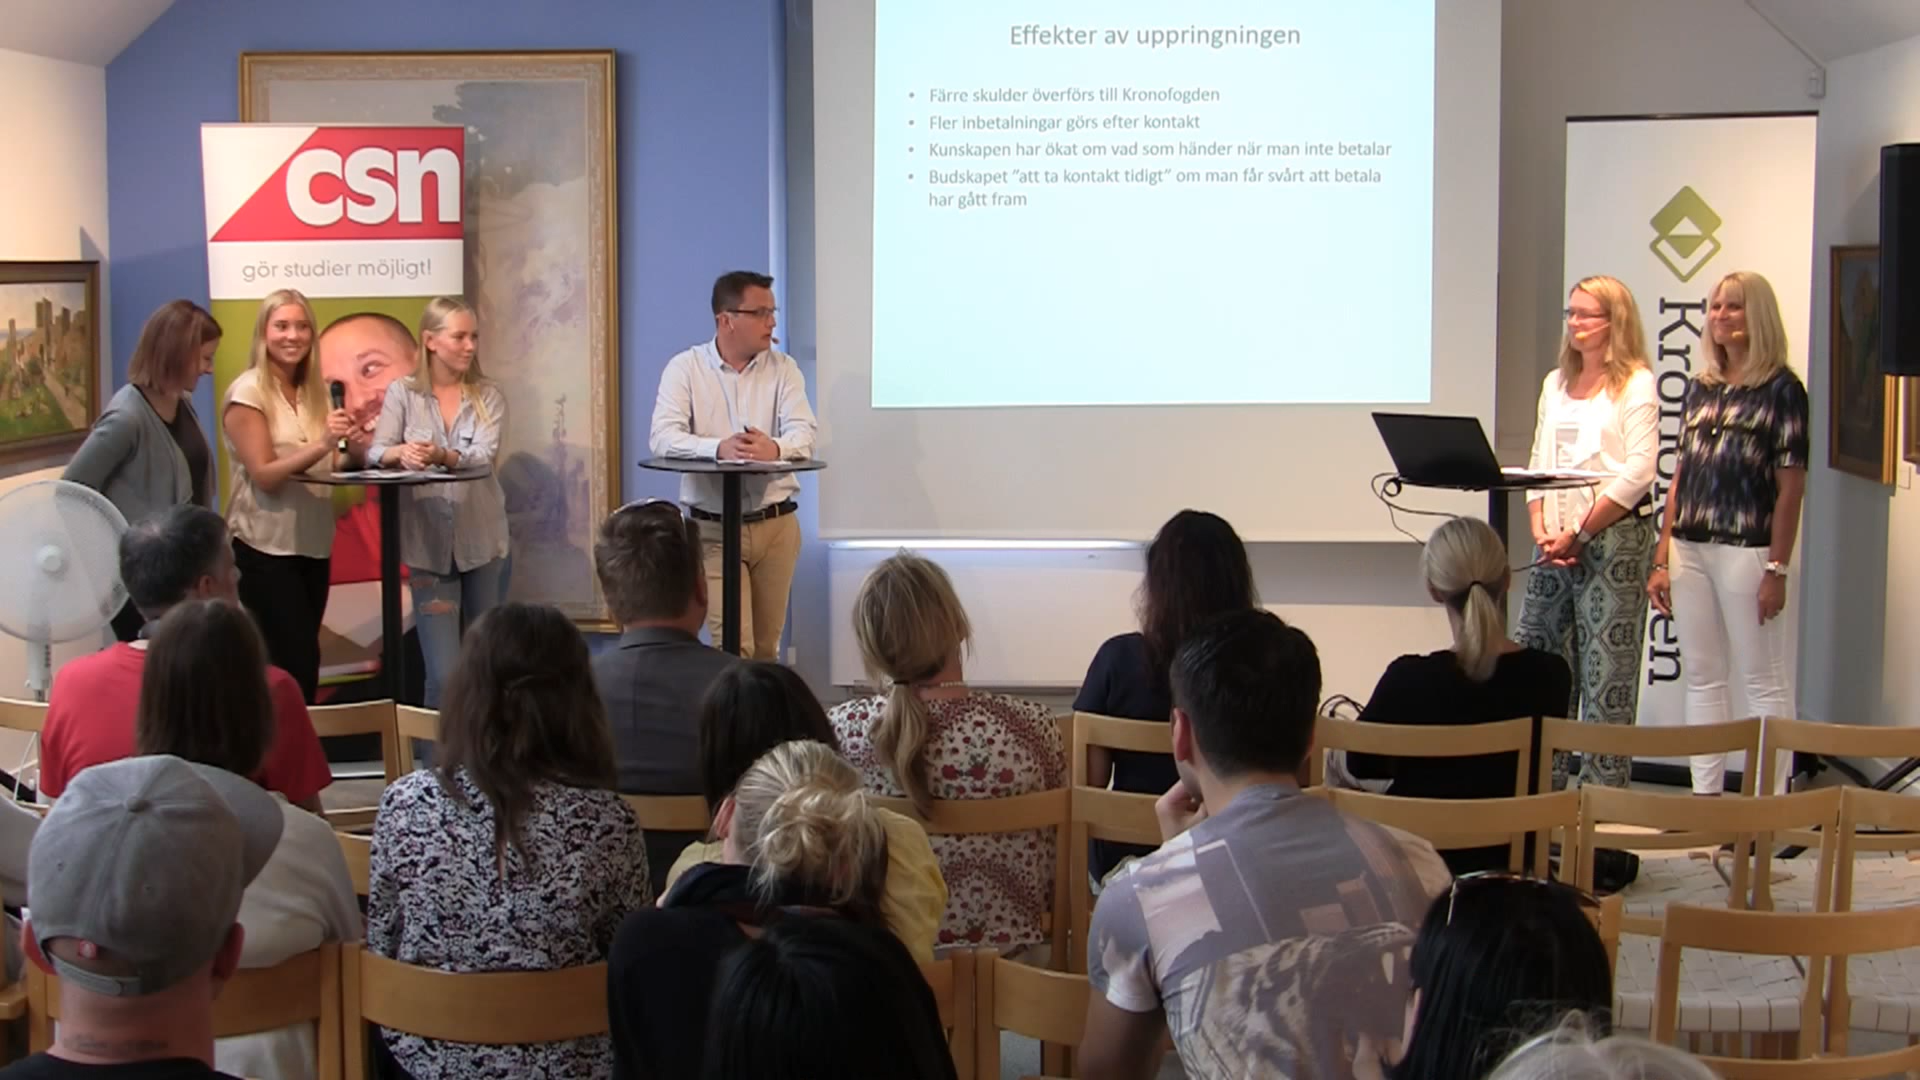 Effekter av uppringningen
• Färre skulder överförs till Kronofogden
• Fler inbetalningar görs efter kontakt
• Kunskapen har ökat om vad som händer när man inte betalar
• Budskapet ”att ta kontakt tidigt” om man får svårt att betala
har gått fram
csn
gör studier möjligt!